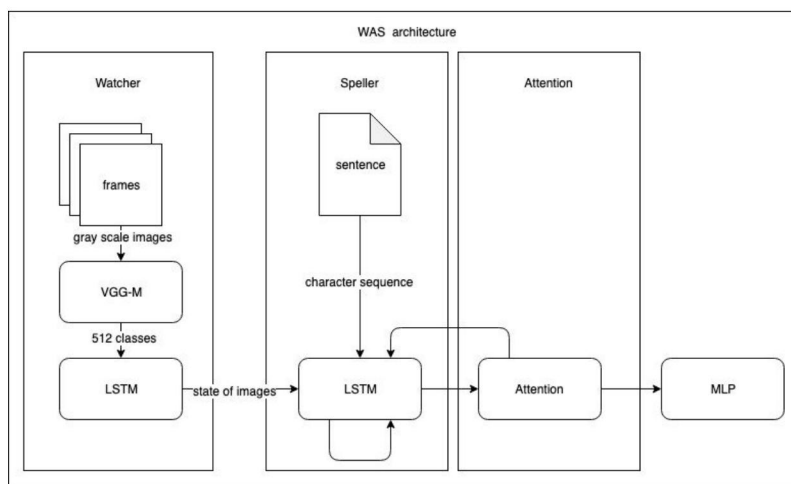 WAS architecture
Watcher
Speller
Attention
frames
sentence
gray scale images
character sequence
VGG-M
512 classes
LSTM
state of images
LSTM
Attention
MLP